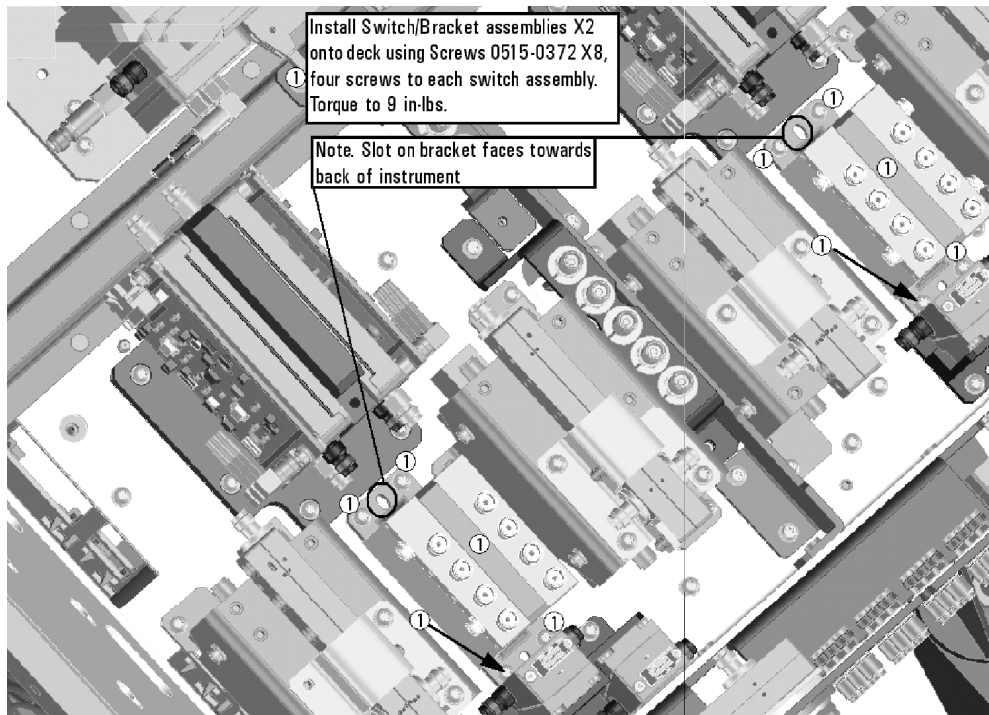 Install Switch/Bracket assemblies X2
onto deck using Screws 0515-0372 X8,
four screws to each switch assembly.
Torque to 9 in-lbs.
1
1
Note. Slot on bracket faces towards
back of instrument
1
1
1
1
1
1
1
1
1